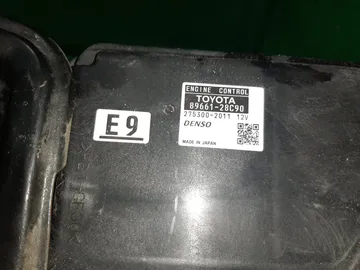 ENGINE CONTROL
TOYOTA
89661-28C90
275300-2011 12V
DENSO
MADE IN JAPAN
E9